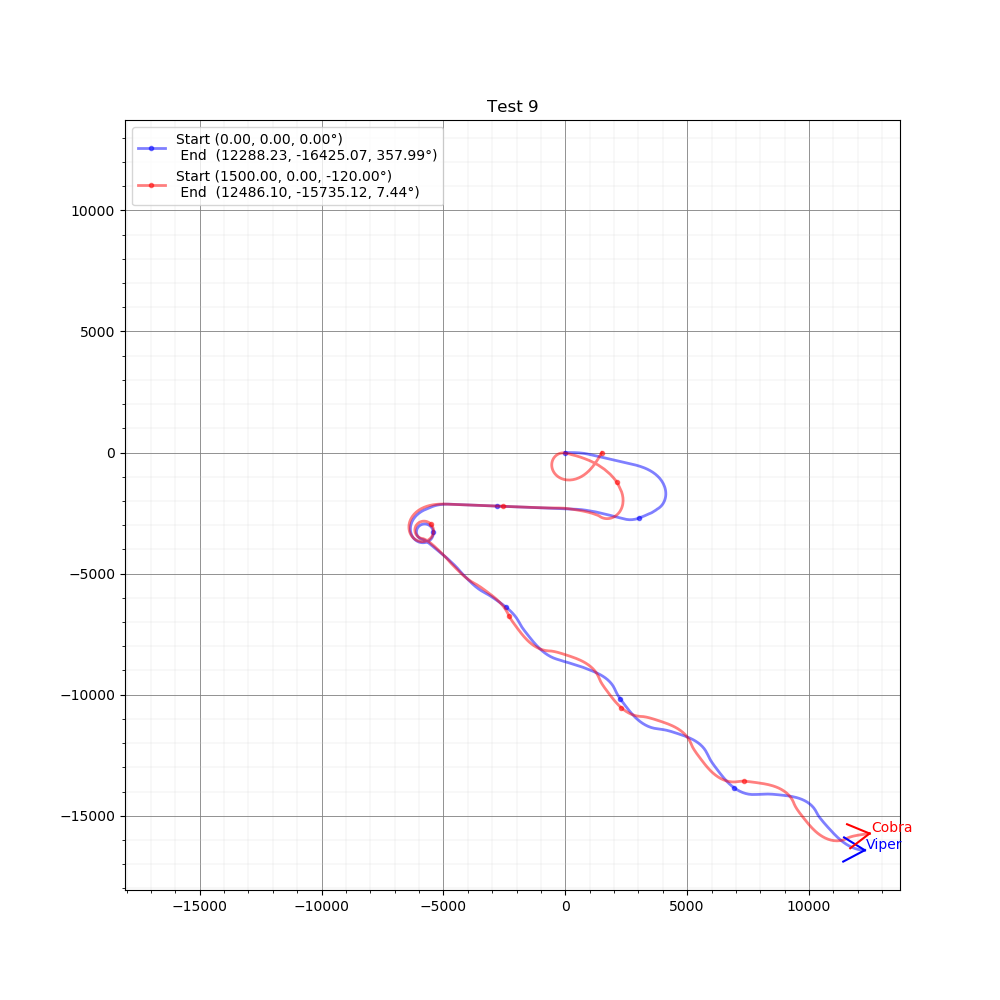 Test 9
Start (0.00, 0.00, 0.00°)
End  (12288.23, -16425.07, 357.99°)
Start (1500.00, 0.00, -120.00°)
End  (12486.10, -15735.12, 7.44°)
10000
5000
0
−5000
−10000
−15000
Cobra
Viper
−15000 −10000 −5000 0 5000 10000